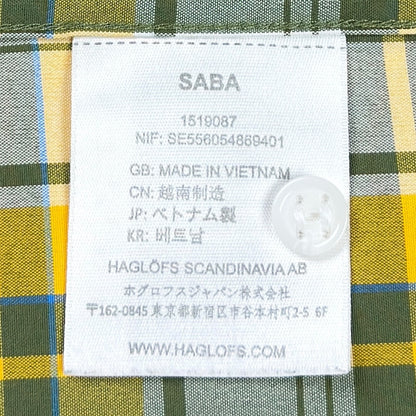 SABA
1519087
NIF: SE556054869401
GB: MADE IN VIETNAM
CN: 越南制造
JP: ベトナム製
KR: 베트남
HAGLÖFS SCANDINAVIA AB
ホグロフスジャパン株式会社
〒162-0845 東京都新宿区市谷本村町2-5 6F
WWW.HAGLOFS.COM